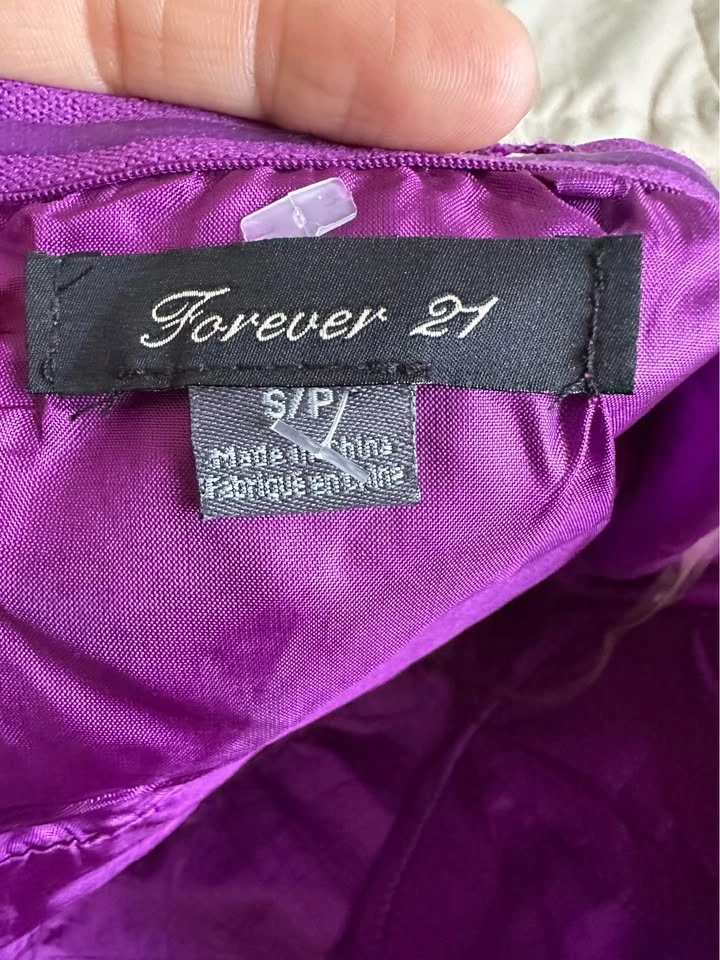 Forever 21
S/P
Made in China
Fabriqué en Chine